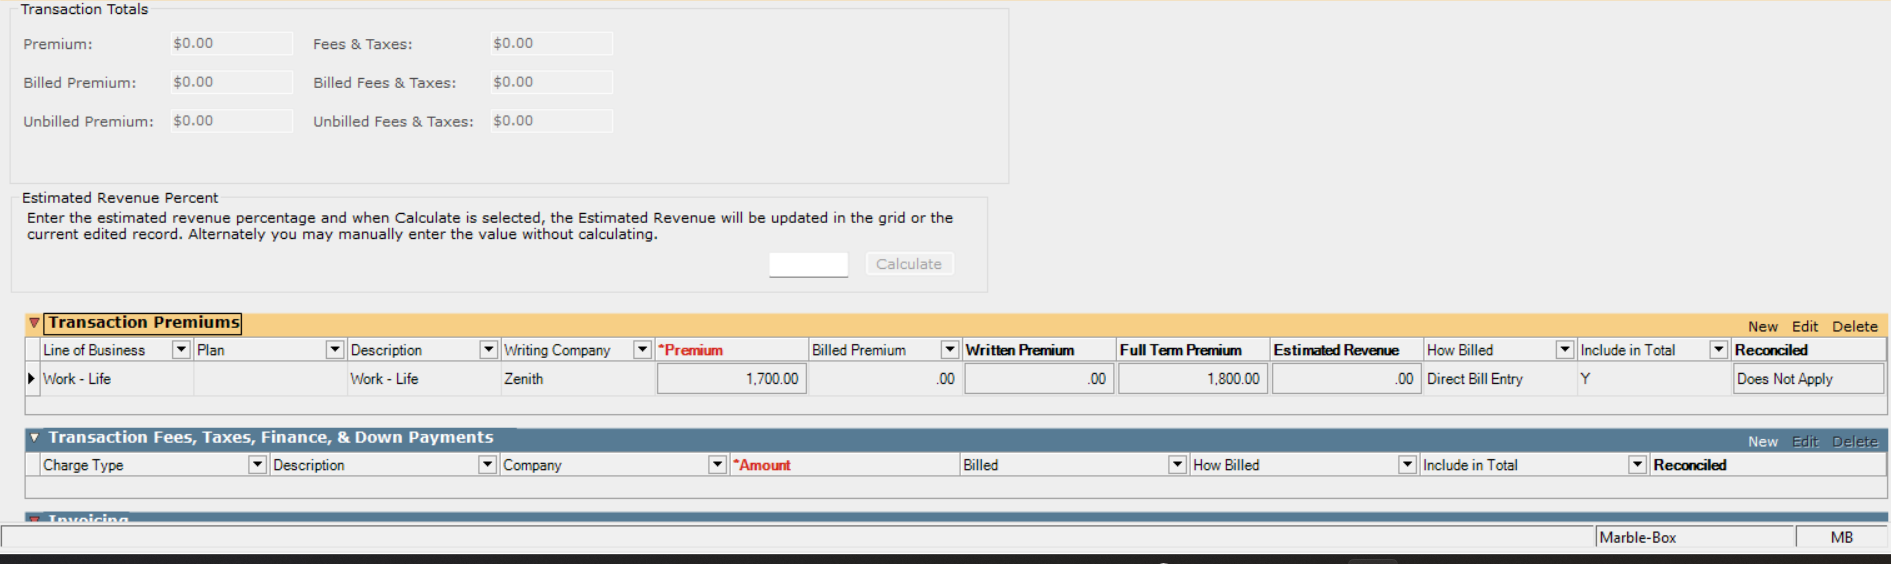 Transaction Totals
Premium: $0.00 Fees & Taxes: $0.00
Billed Premium: $0.00 Billed Fees & Taxes: $0.00
Unbilled Premium: $0.00 Unbilled Fees & Taxes: $0.00
Estimated Revenue Percent
Enter the estimated revenue percentage and when Calculate is selected, the Estimated Revenue will be updated in the grid or the
current edited record. Alternately you may manually enter the value without calculating.
Calculate
Transaction Premiums New Edit Delete
Line of Business Plan Description Writing Company *Premium Billed Premium Written Premium Full Term Premium Estimated Revenue How Billed Include in Total Reconciled
Work - Life Work - Life Zenith 1,700.00 .00 .00 1,800.00 .00 Direct Bill Entry Y Does Not Apply
Transaction Fees, Taxes, Finance, & Down Payments New Edit Delete
Charge Type Description Company *Amount Billed How Billed Include in Total Reconciled
Invoicing
Marble-Box MB